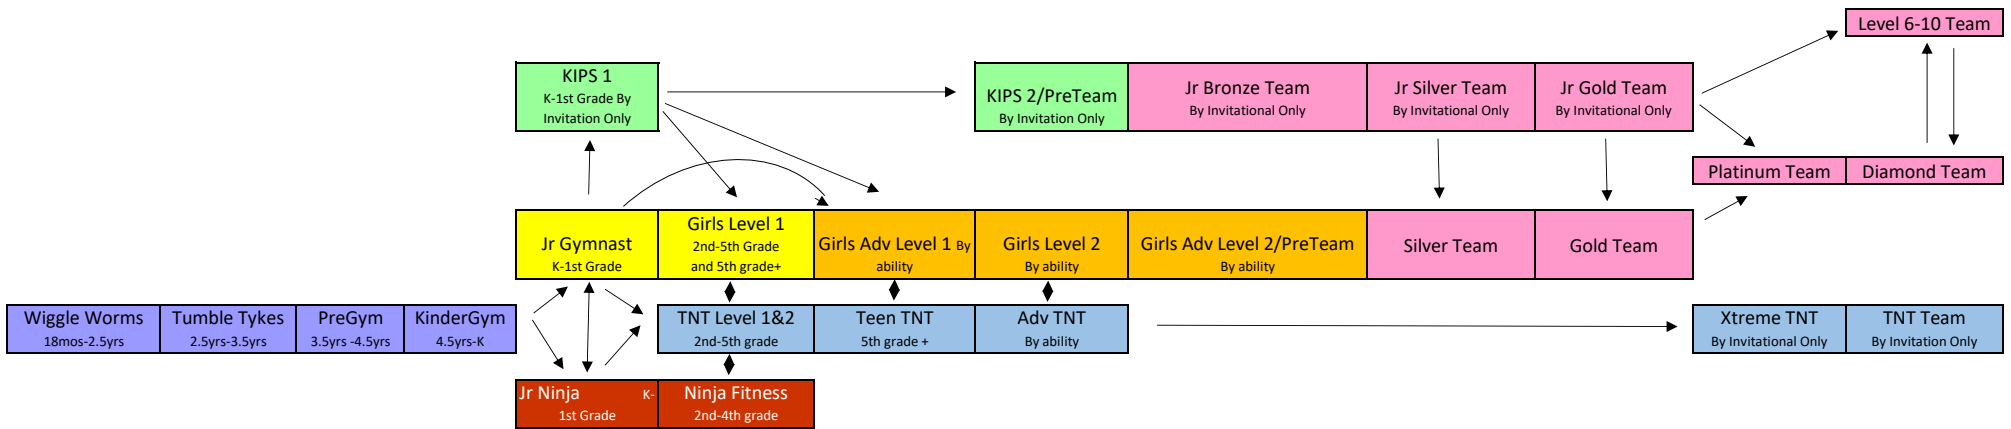 Level 6-10 Team
KIPS 1
K-1st Grade By
Invitation Only
KIPS 2/PreTeam
By Invitation Only
Jr Bronze Team
By Invitational Only
Jr Silver Team
By Invitational Only
Jr Gold Team
By Invitational Only
Platinum Team
Diamond Team
Jr Gymnast
K-1st Grade
Girls Level 1
2nd-5th Grade
and 5th grade+
Girls Adv Level 1 By
ability
Girls Level 2
By ability
Girls Adv Level 2/PreTeam
By ability
Silver Team
Gold Team
Wiggle Worms
18mos-2.5yrs
Tumble Tykes
2.5yrs-3.5yrs
PreGym
3.5yrs -4.5yrs
KinderGym
4.5yrs-K
TNT Level 1&2
2nd-5th grade
Teen TNT
5th grade +
Adv TNT
By ability
Xtreme TNT
By Invitational Only
TNT Team
By Invitation Only
Jr Ninja K-
1st Grade
Ninja Fitness
2nd-4th grade